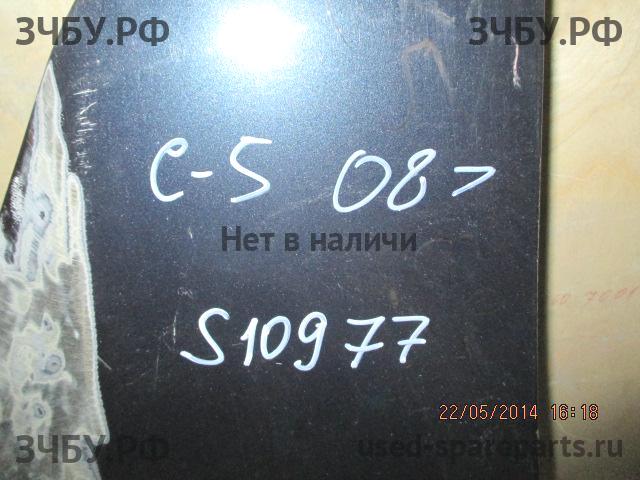 ЗЧБУ.РФ ЗЧБУ.РФ
С-5 08>
Нет в наличи
S10977
22/05/2014 16:18
ЗЧБУ.РФ used-spareparts.ru